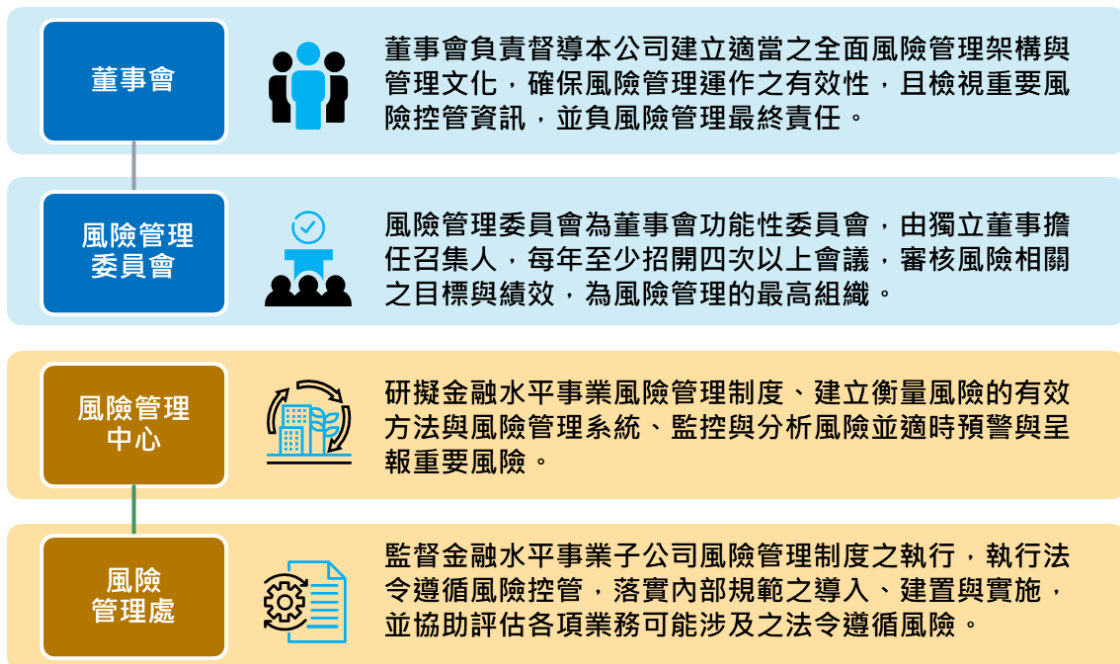 董事會
董事會負責督導本公司建立適當之全面風險管理架構與
管理文化，確保風險管理運作之有效性，且檢視重要風
險控管資訊，並負風險管理最終責任。
風險管理
委員會
風險管理委員會為董事會功能性委員會，由獨立董事擔
任召集人，每年至少招開四次以上會議，審核風險相關
之目標與績效，為風險管理的最高組織。
風險管理
中心
研擬金融水平事業風險管理制度、建立衡量風險的有效
方法與風險管理系統、監控與分析風險並適時預警與呈
報重要風險。
風險
管理處
監督金融水平事業子公司風險管理制度之執行，執行法
令遵循風險控管，落實內部規範之導入、建置與實施，
並協助評估各項業務可能涉及之法令遵循風險。